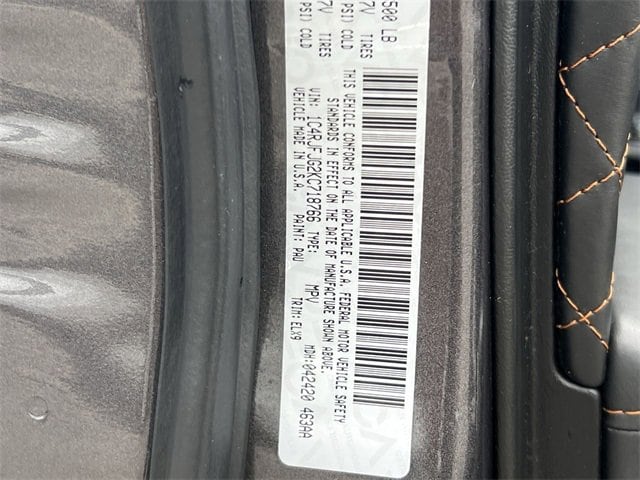 500 LB
7V TIRES
PSI) COLD
7V TIRES
PSI) COLD
THIS VEHICLE CONFORMS TO ALL APPLICABLE U.S.A. FEDERAL MOTOR VEHICLE SAFETY
STANDARDS IN EFFECT ON THE DATE OF MANUFACTURE SHOWN ABOVE.
VIN: 1C4RJFJG2KC718766 TYPE: MPV MDH:042420 463AA
VEHICLE MADE IN U.S.A. PAINT: PAU TRIM:ELX9